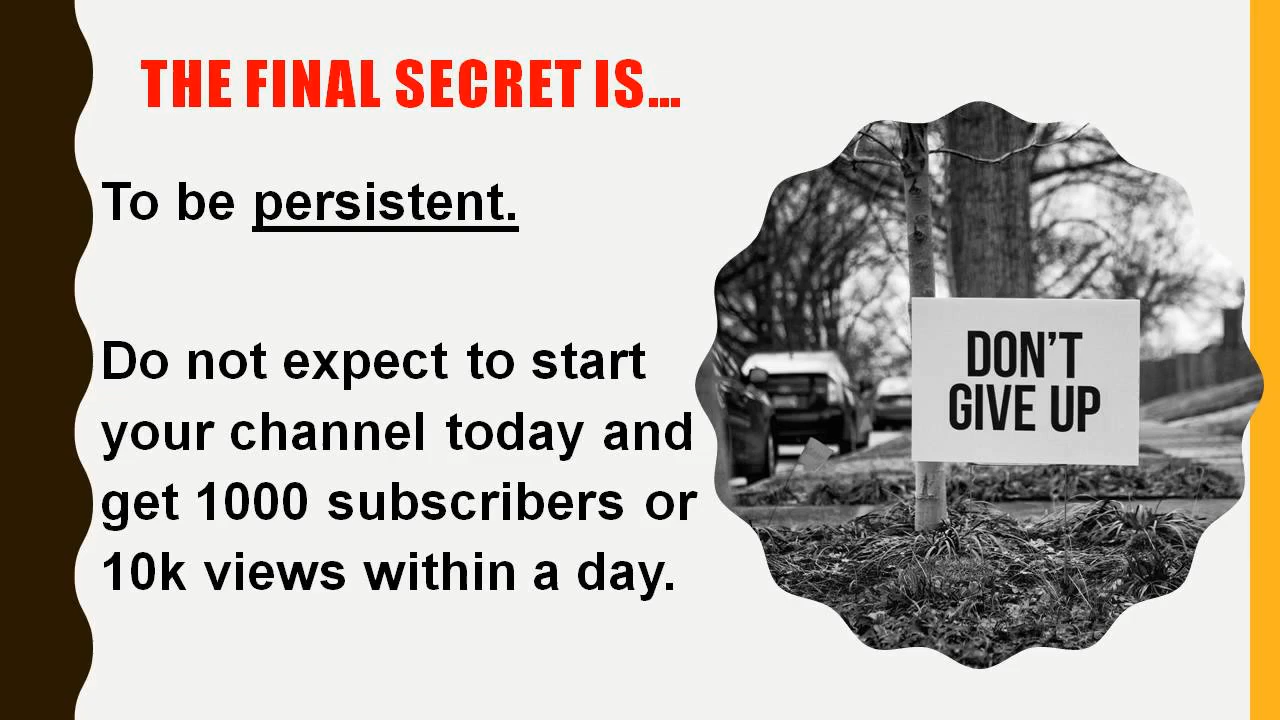 THE FINAL SECRET IS...
To be persistent.
Do not expect to start
your channel today and
get 1000 subscribers or
10k views within a day.
DON'T
GIVE UP